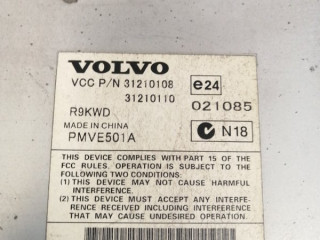 VOLVO
VCC P/N 31210108
31210110
e24
021085
R9KWD
MADE IN CHINA
PMVE501A
N18
THIS DEVICE COMPLIES WITH PART 15 OF THE
FCC RULES. OPERATION IS SUBJECT TO THE
FOLLOWING TWO CONDITIONS:
(1) THIS DEVICE MAY NOT CAUSE HARMFUL
INTERFERENCE.
(2) THIS DEVICE MUST ACCEPT ANY INTERFE-
RENCE RECEIVED INCLUDING INTERFERENCE
THAT MAY CAUSE UNDESIRED OPERATION.